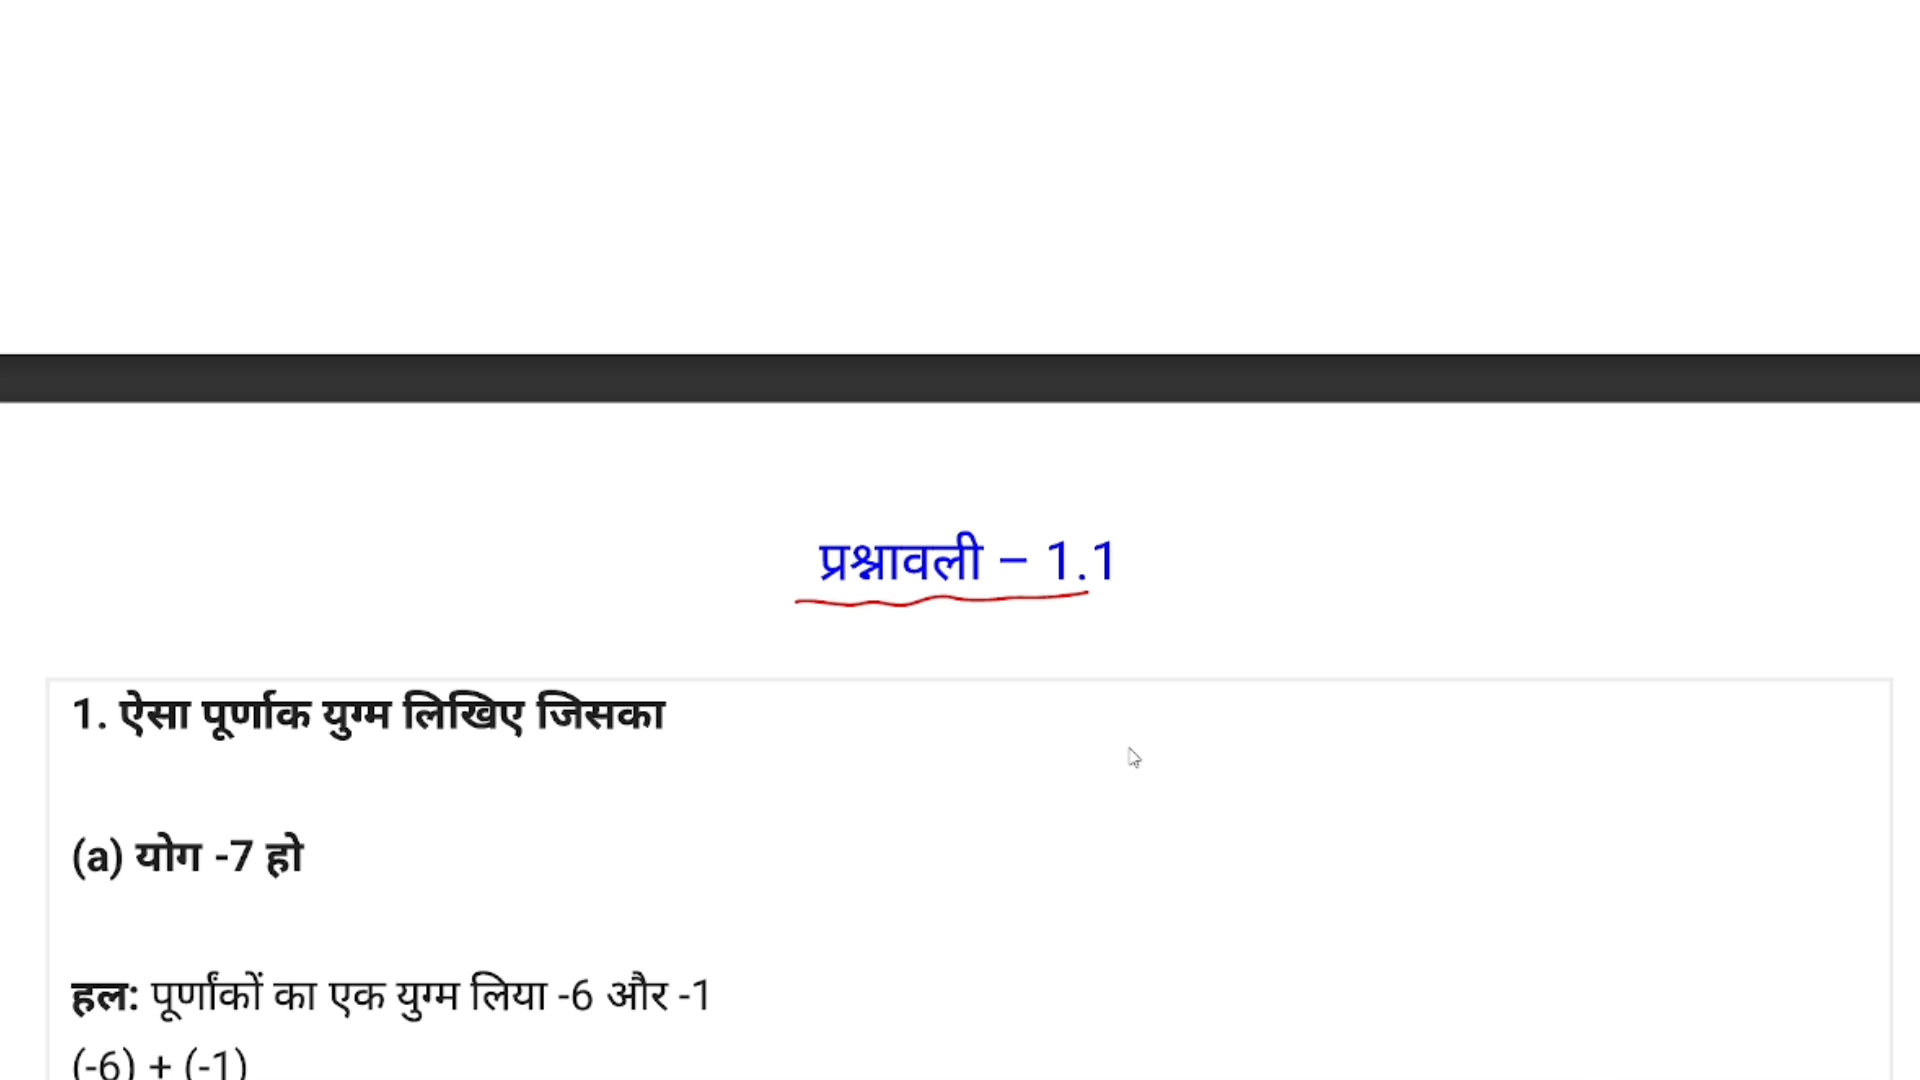 प्रश्नावली – 1.1
1. ऐसा पूर्णाक युग्म लिखिए जिसका
(a) योग -7 हो
हल: पूर्णांकों का एक युग्म लिया -6 और -1
(-6) + (-1)